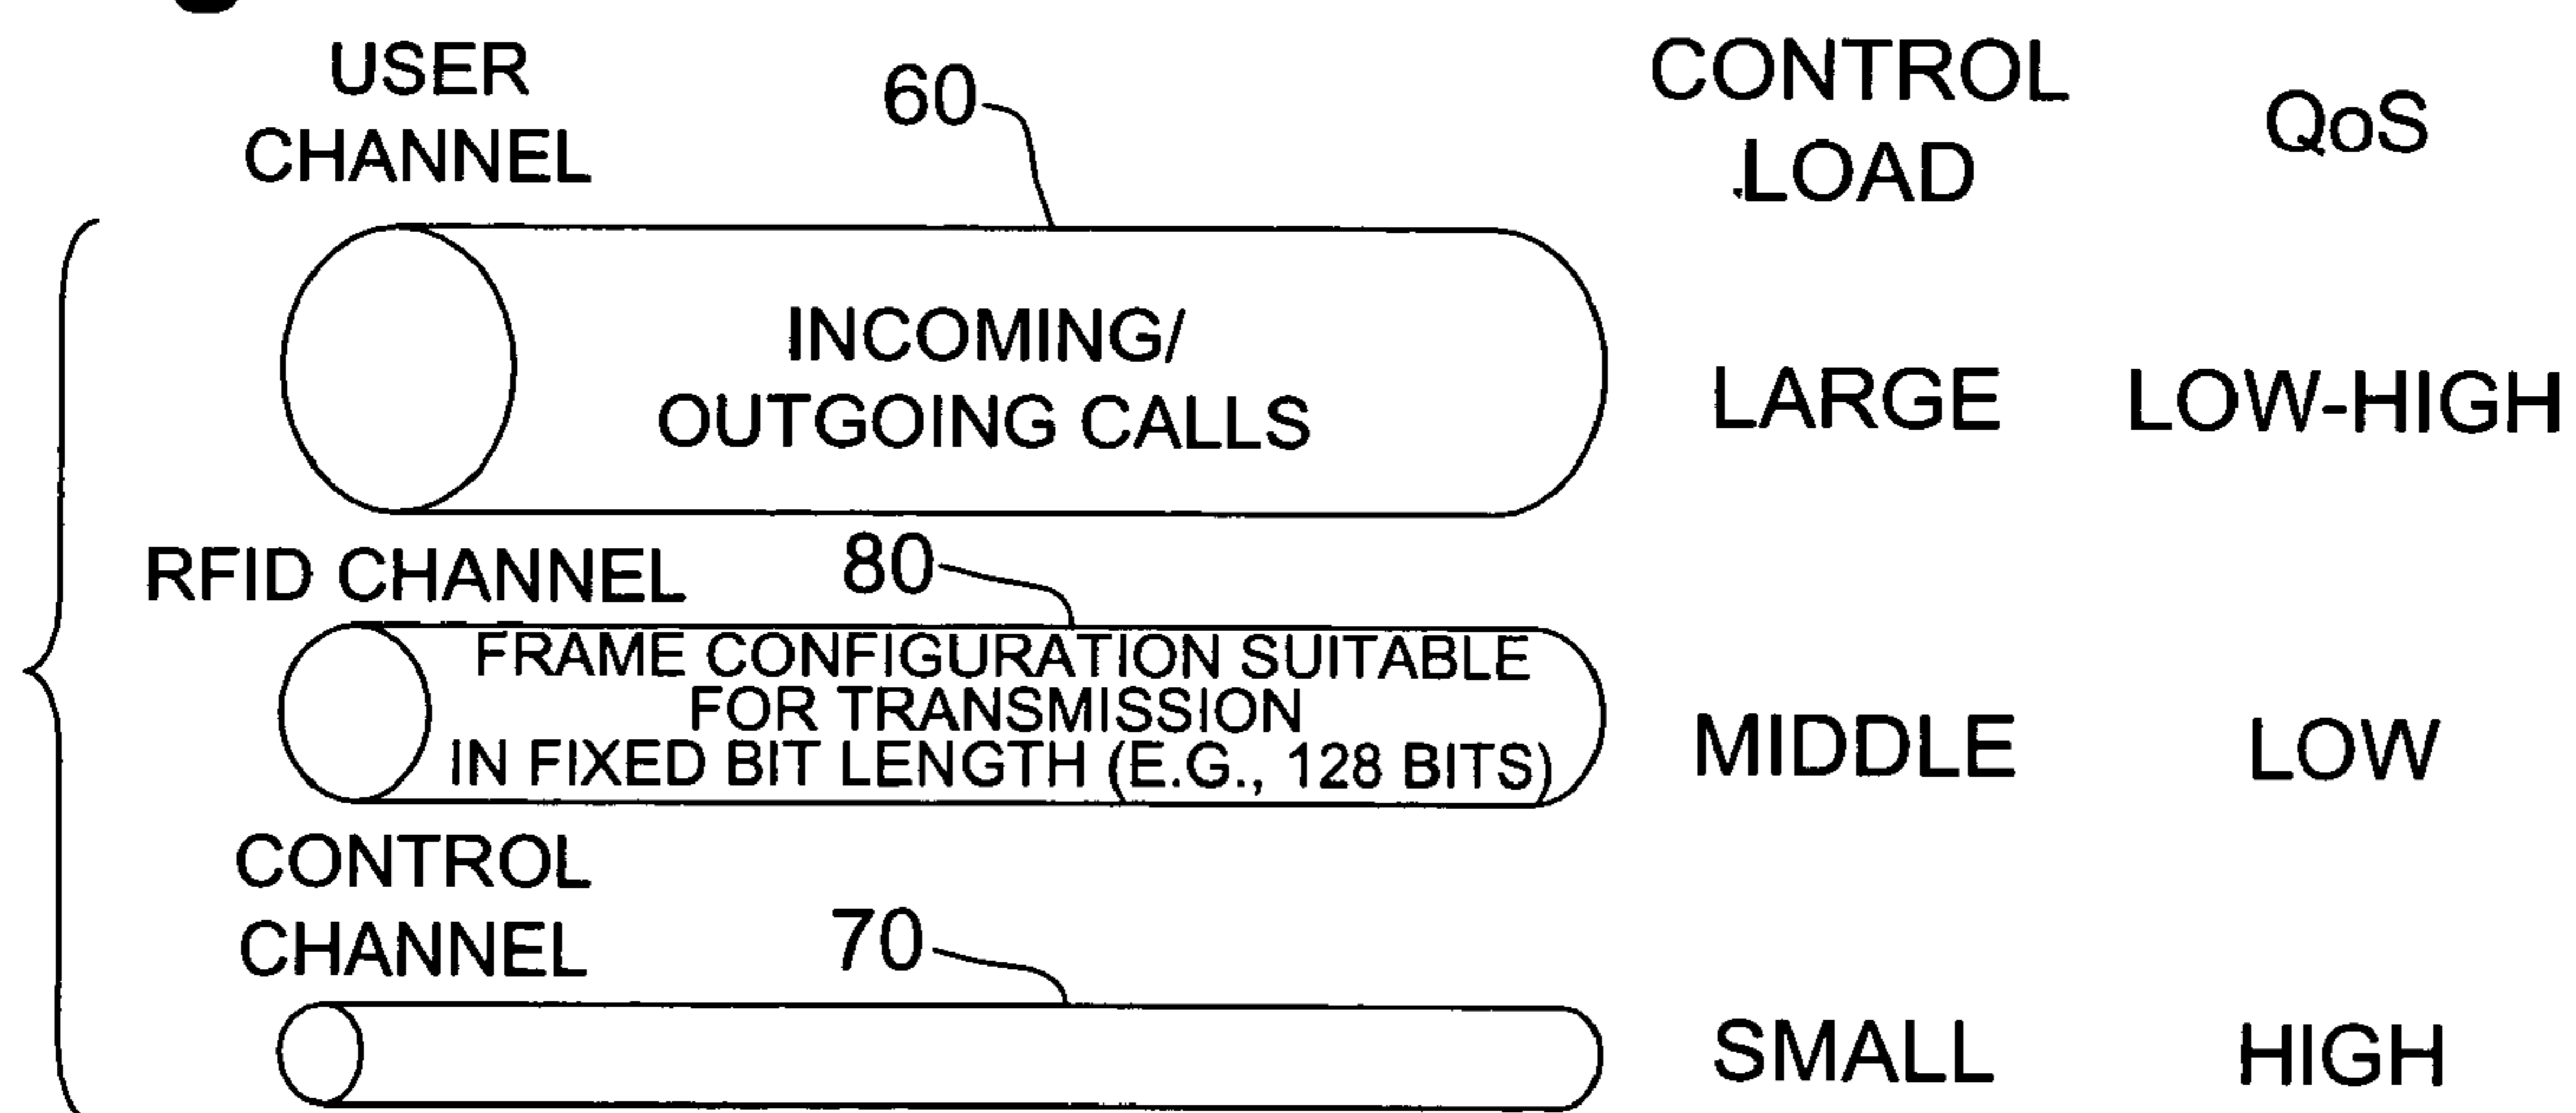 USER
CHANNEL
60
CONTROL
LOAD
QoS
INCOMING/
OUTGOING CALLS
LARGE
LOW-HIGH
RFID CHANNEL
80
FRAME CONFIGURATION SUITABLE
FOR TRANSMISSION
IN FIXED BIT LENGTH (E.G., 128 BITS)
MIDDLE
LOW
CONTROL
CHANNEL
70
SMALL
HIGH